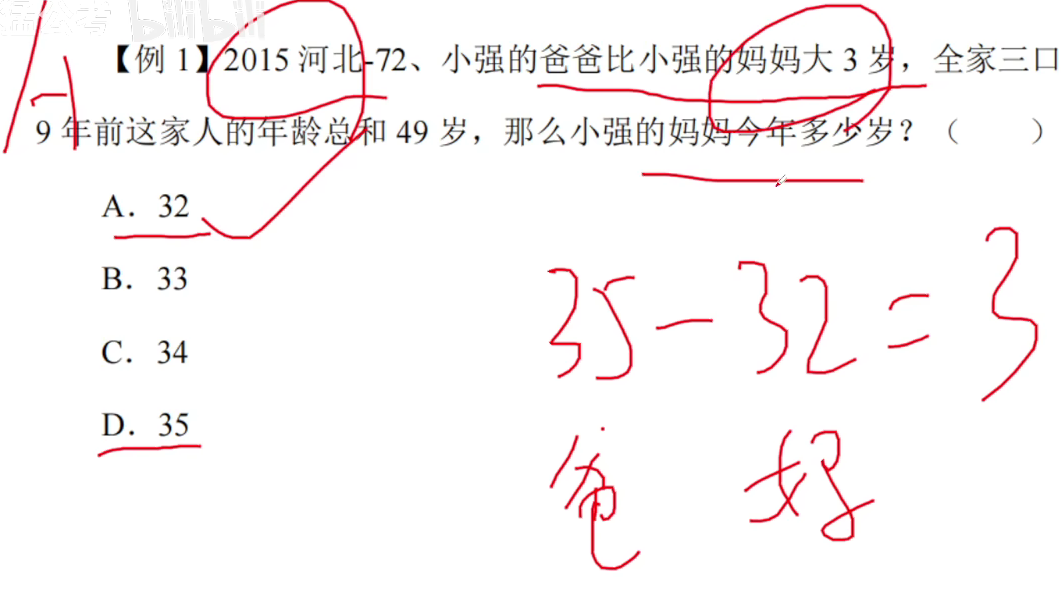 bilibili
A
【例 1】2015 河北-72、小强的爸爸比小强的妈妈大 3 岁，全家三口
9 年前这家人的年龄总和 49 岁，那么小强的妈妈今年多少岁？（  ）
A．32
B．33
C．34
D．35
35-32=3
爸 妈